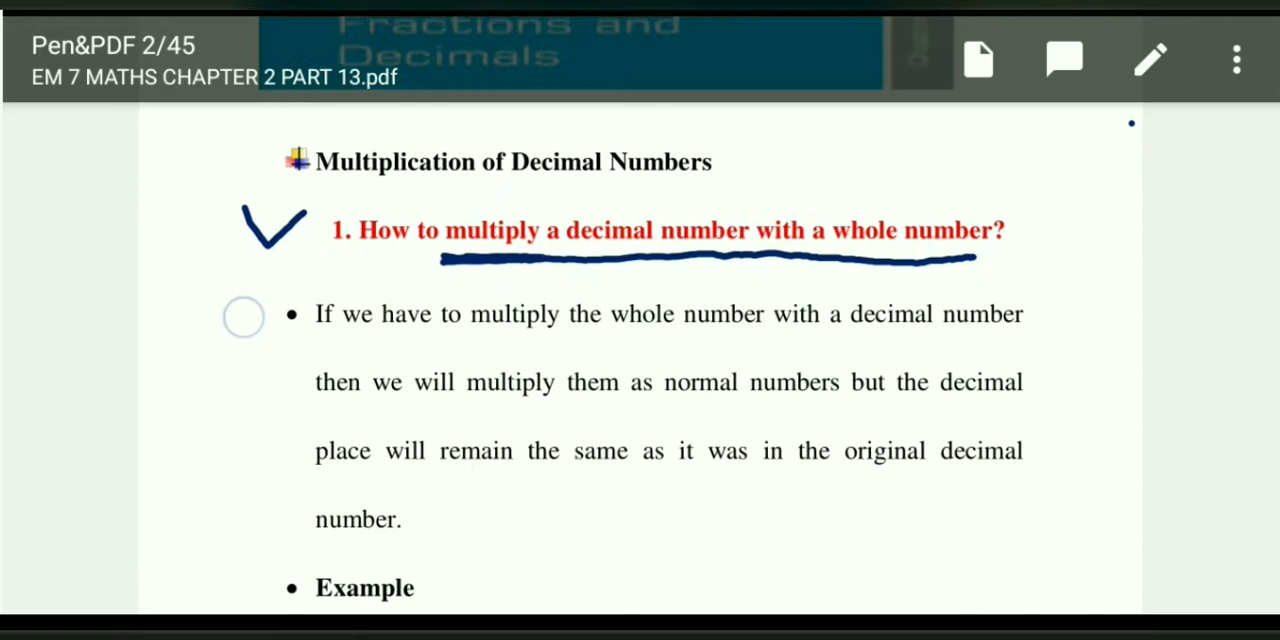 Fractions and
Decimals
Pen&PDF 2/45
EM 7 MATHS CHAPTER 2 PART 13.pdf
Multiplication of Decimal Numbers
1. How to multiply a decimal number with a whole number?
• If we have to multiply the whole number with a decimal number
then we will multiply them as normal numbers but the decimal
place will remain the same as it was in the original decimal
number.
• Example